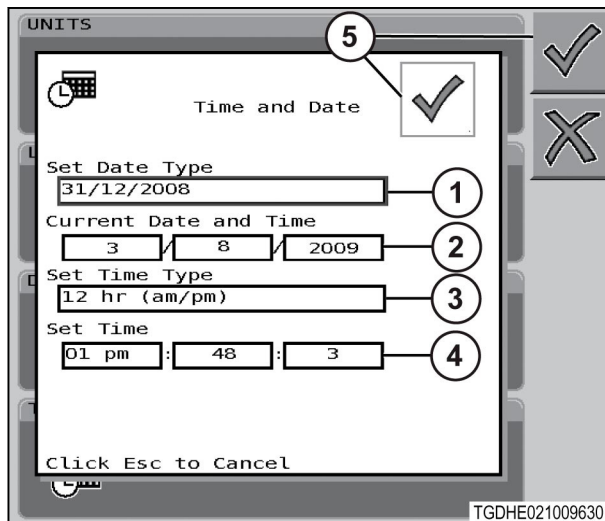 UNITS
5
Time and Date
Set Date Type
31/12/2008
1
Current Date and Time
3 / 8 / 2009
2
Set Time Type
12 hr (am/pm)
3
Set Time
01 pm : 48 : 3
4
Click Esc to Cancel
TGDHE021009630